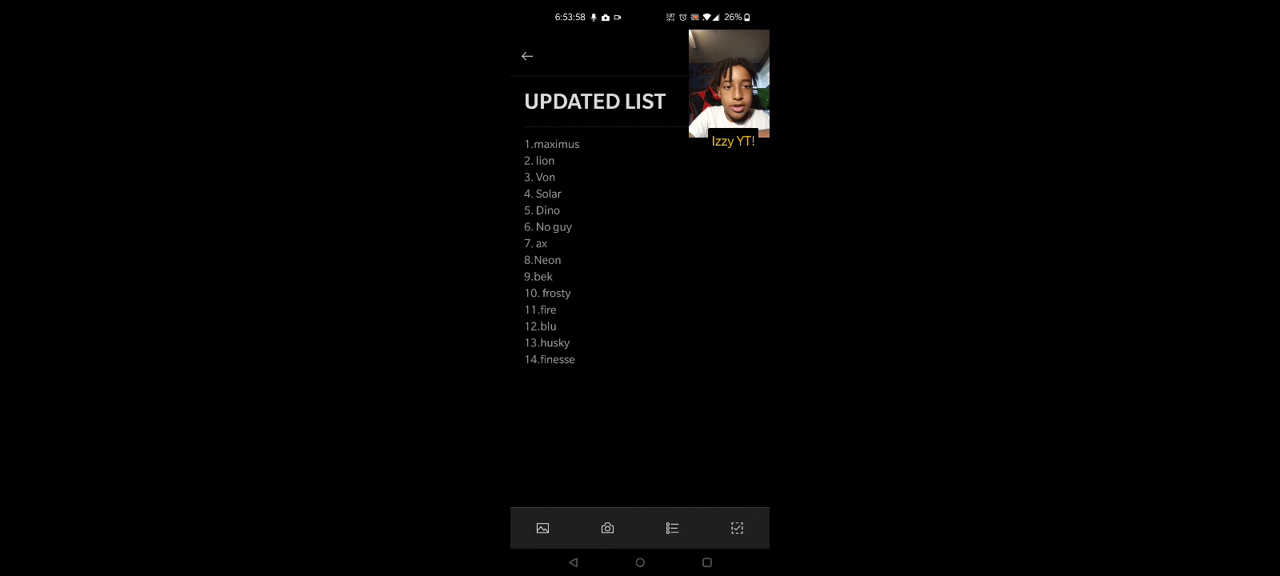 6:53:58
26%
UPDATED LIST
Izzy YT!
1.maximus
2. lion
3. Von
4. Solar
5. Dino
6. No guy
7. ax
8.Neon
9.bek
10. frosty
11.fire
12.blu
13.husky
14.finesse